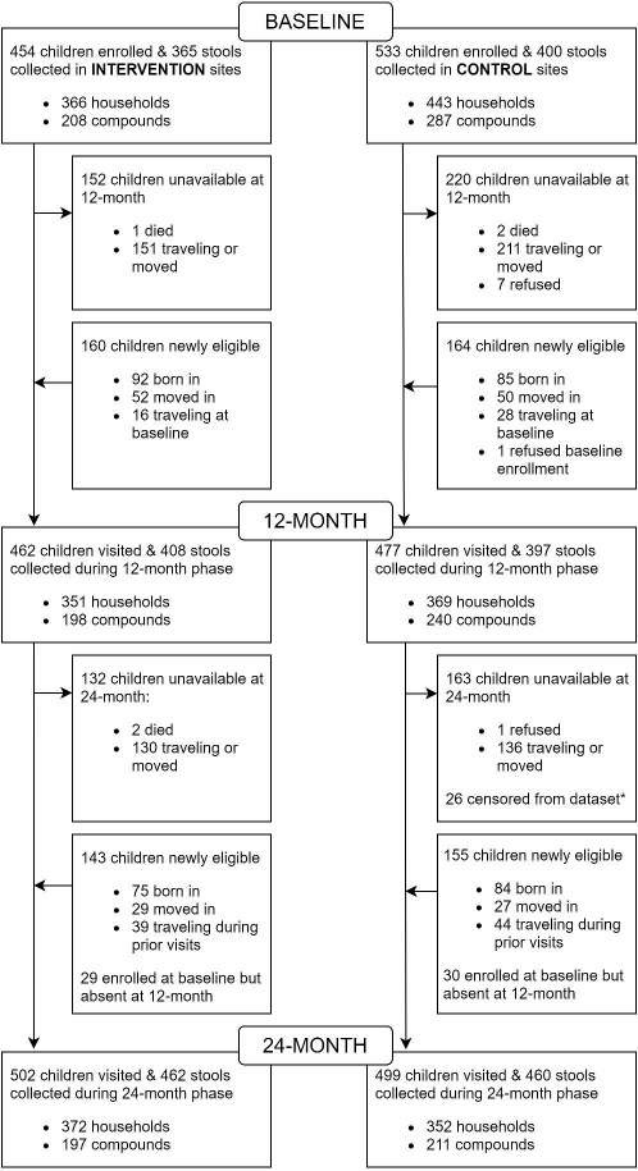 BASELINE
454 children enrolled & 365 stools
collected in INTERVENTION sites
• 366 households
• 208 compounds
533 children enrolled & 400 stools
collected in CONTROL sites
• 443 households
• 287 compounds
152 children unavailable at
12-month
• 1 died
• 151 traveling or
moved
220 children unavailable at
12-month
• 2 died
• 211 traveling or
moved
• 7 refused
160 children newly eligible
• 92 born in
• 52 moved in
• 16 traveling at
baseline
164 children newly eligible
• 85 born in
• 50 moved in
• 28 traveling at
baseline
• 1 refused baseline
enrollment
12-MONTH
462 children visited & 408 stools
collected during 12-month phase
• 351 households
• 198 compounds
477 children visited & 397 stools
collected during 12-month phase
• 369 households
• 240 compounds
132 children unavailable at
24-month:
• 2 died
• 130 traveling or
moved
163 children unavailable at
24-month
• 1 refused
• 136 traveling or
moved
26 censored from dataset*
143 children newly eligible
• 75 born in
• 29 moved in
• 39 traveling during
prior visits
29 enrolled at baseline but
absent at 12-month
155 children newly eligible
• 84 born in
• 27 moved in
• 44 traveling during
prior visits
30 enrolled at baseline but
absent at 12-month
24-MONTH
502 children visited & 462 stools
collected during 24-month phase
• 372 households
• 197 compounds
499 children visited & 460 stools
collected during 24-month phase
• 352 households
• 211 compounds